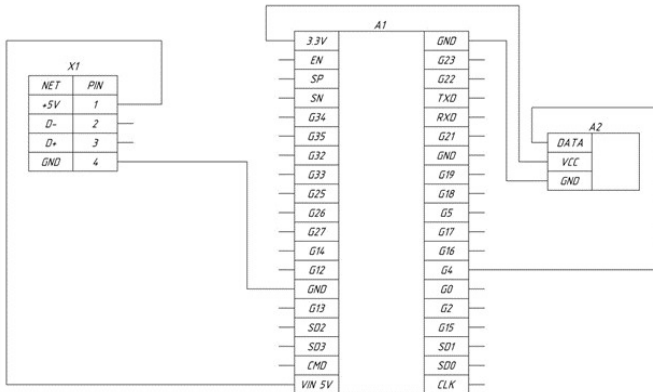 X1
NET PIN
+5V 1
D- 2
D+ 3
GND 4
A1
3.3V GND
EN G23
SP G22
SN TXD
G34 RXD
G35 G21
G32 GND
G33 G19
G25 G18
G26 G5
G27 G17
G14 G16
G12 G4
GND G0
G13 G2
SD2 G15
SD3 SD1
CMD SD0
VIN 5V CLK
A2
DATA
VCC
GND